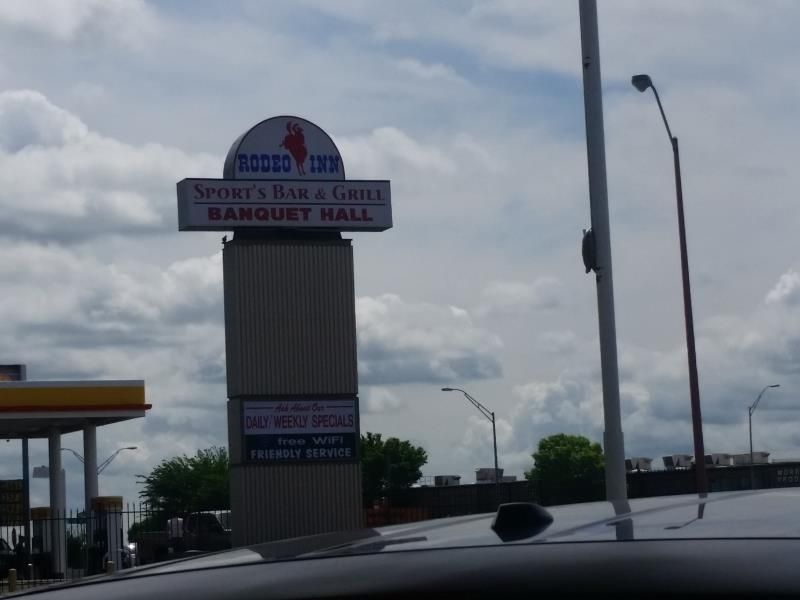 RODEO INN
SPORT'S BAR & GRILL
BANQUET HALL
Ask About Our
DAILY/WEEKLY SPECIALS
free WiFi
FRIENDLY SERVICE